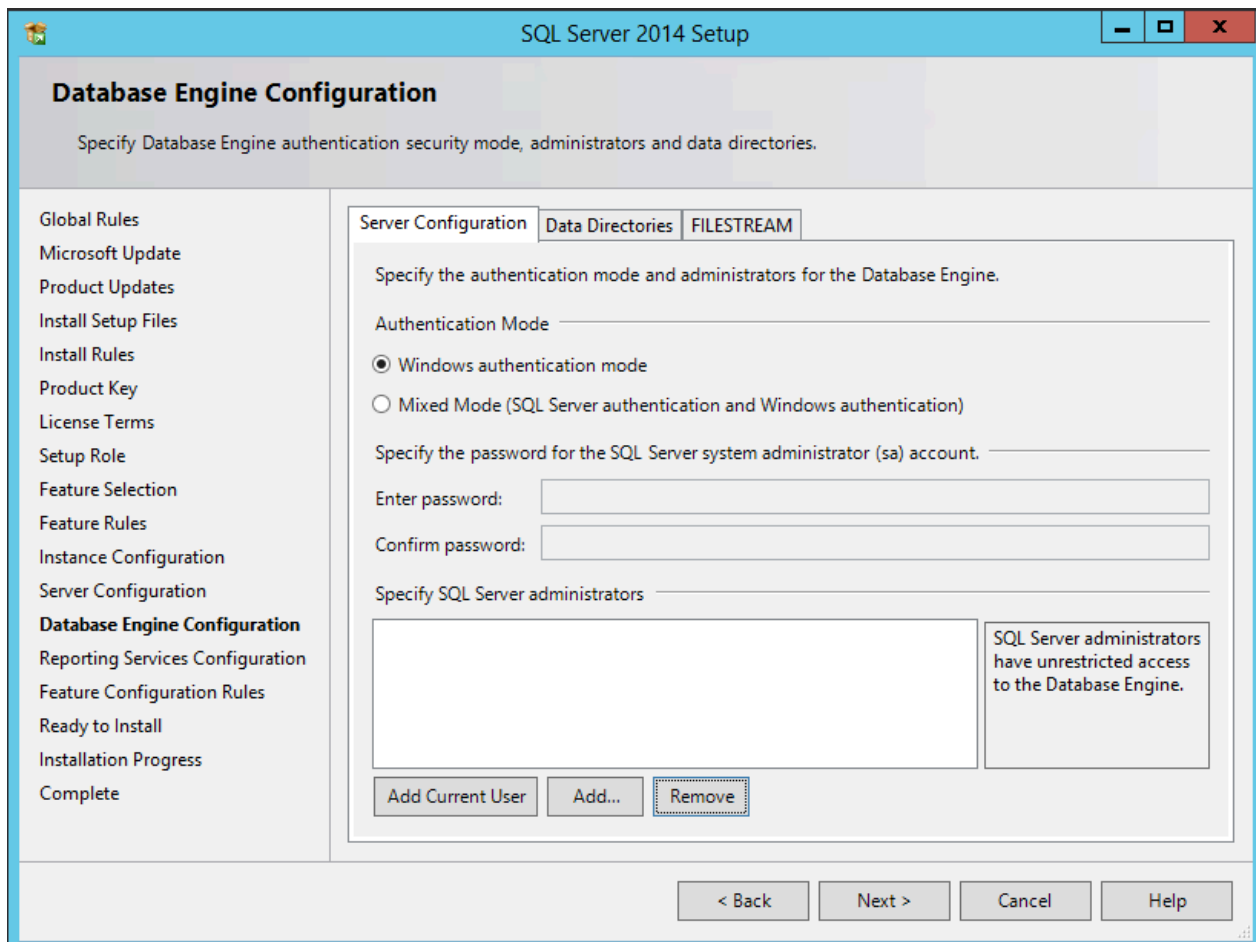 SQL Server 2014 Setup
Database Engine Configuration
Specify Database Engine authentication security mode, administrators and data directories.
Global Rules
Microsoft Update
Product Updates
Install Setup Files
Install Rules
Product Key
License Terms
Setup Role
Feature Selection
Feature Rules
Instance Configuration
Server Configuration
Database Engine Configuration
Reporting Services Configuration
Feature Configuration Rules
Ready to Install
Installation Progress
Complete
Server Configuration Data Directories FILESTREAM
Specify the authentication mode and administrators for the Database Engine.
Authentication Mode
Windows authentication mode
Mixed Mode (SQL Server authentication and Windows authentication)
Specify the password for the SQL Server system administrator (sa) account.
Enter password:
Confirm password:
Specify SQL Server administrators
SQL Server administrators
have unrestricted access
to the Database Engine.
Add Current User Add... Remove
< Back Next > Cancel Help